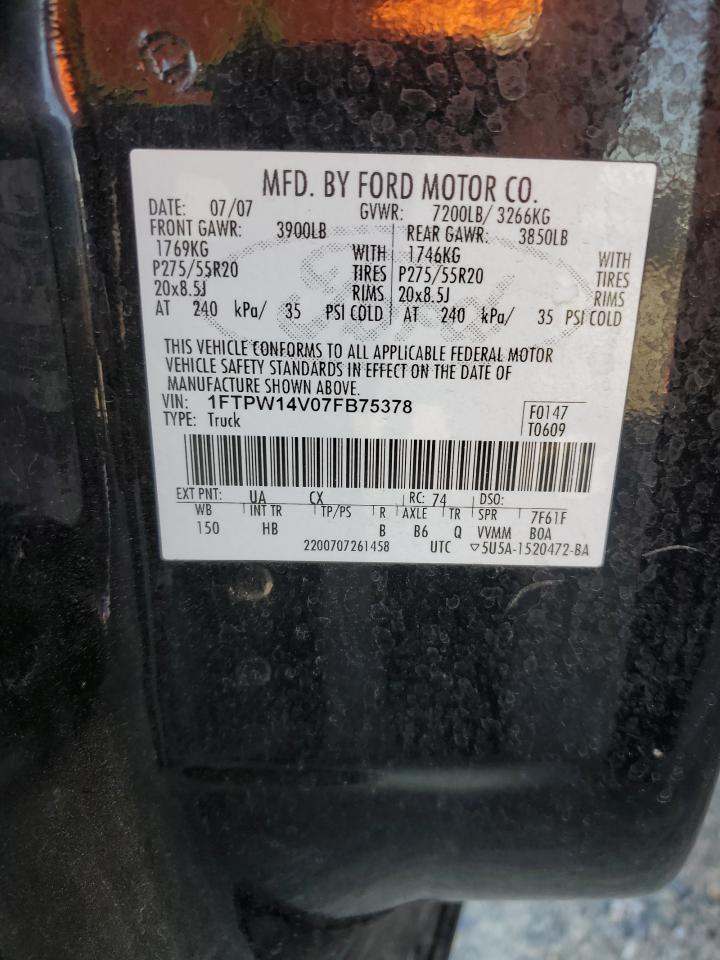 MFD. BY FORD MOTOR CO.
DATE: 07/07 GVWR: 7200LB/ 3266KG
FRONT GAWR: 3900LB REAR GAWR: 3850LB
1769KG WITH 1746KG WITH
P275/55R20 TIRES P275/55R20 TIRES
20x8.5J RIMS 20x8.5J RIMS
AT 240 kPa/ 35 PSI COLD AT 240 kPa/ 35 PSI COLD
THIS VEHICLE CONFORMS TO ALL APPLICABLE FEDERAL MOTOR
VEHICLE SAFETY STANDARDS IN EFFECT ON THE DATE OF
MANUFACTURE SHOWN ABOVE.
VIN: 1FTPW14V07FB75378 F0147
TYPE: Truck T0609
EXT PNT: UA CX RC: 74 DSO:
WB INT TR TP/PS R AXLE TR SPR 7F61F
150 HB B B6 Q VVMM BOA
2200707261458 UTC ▽5U5A-1520472-BA